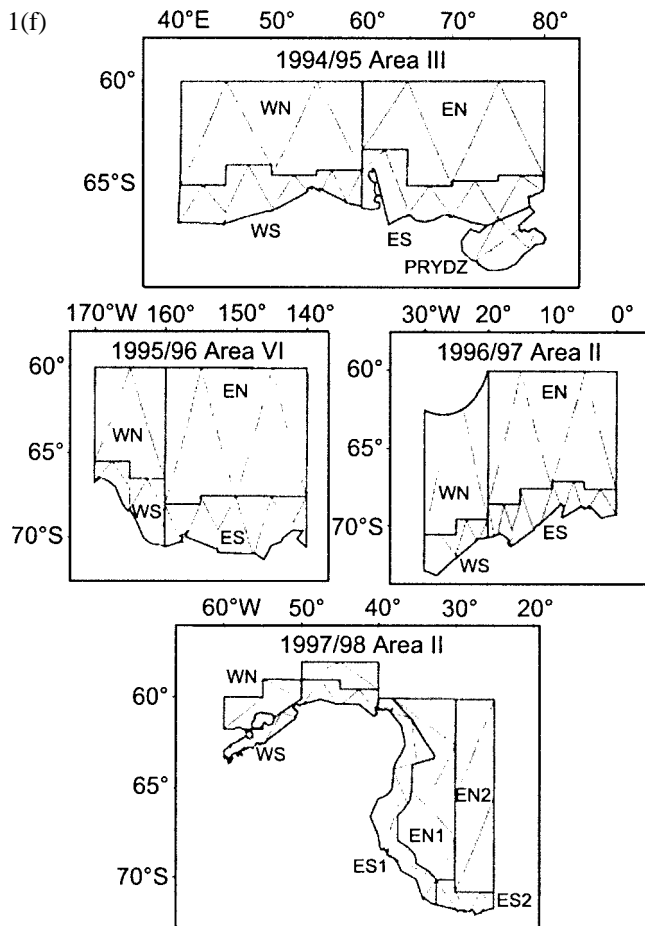 1(f)
40°E 50° 60° 70° 80°
1994/95 Area III
60°
WN EN
65°S
WS ES
PRYDZ
170°W 160° 150° 140°
1995/96 Area VI
60°
EN
WN
65°
WS
ES
70°S
30°W 20° 10° 0°
1996/97 Area II
60°
EN
65°
WN
70°S
ES
WS
60°W 50° 40° 30° 20°
1997/98 Area II
WN
60°
WS
65°
EN2
EN1
ES1
70°S
ES2